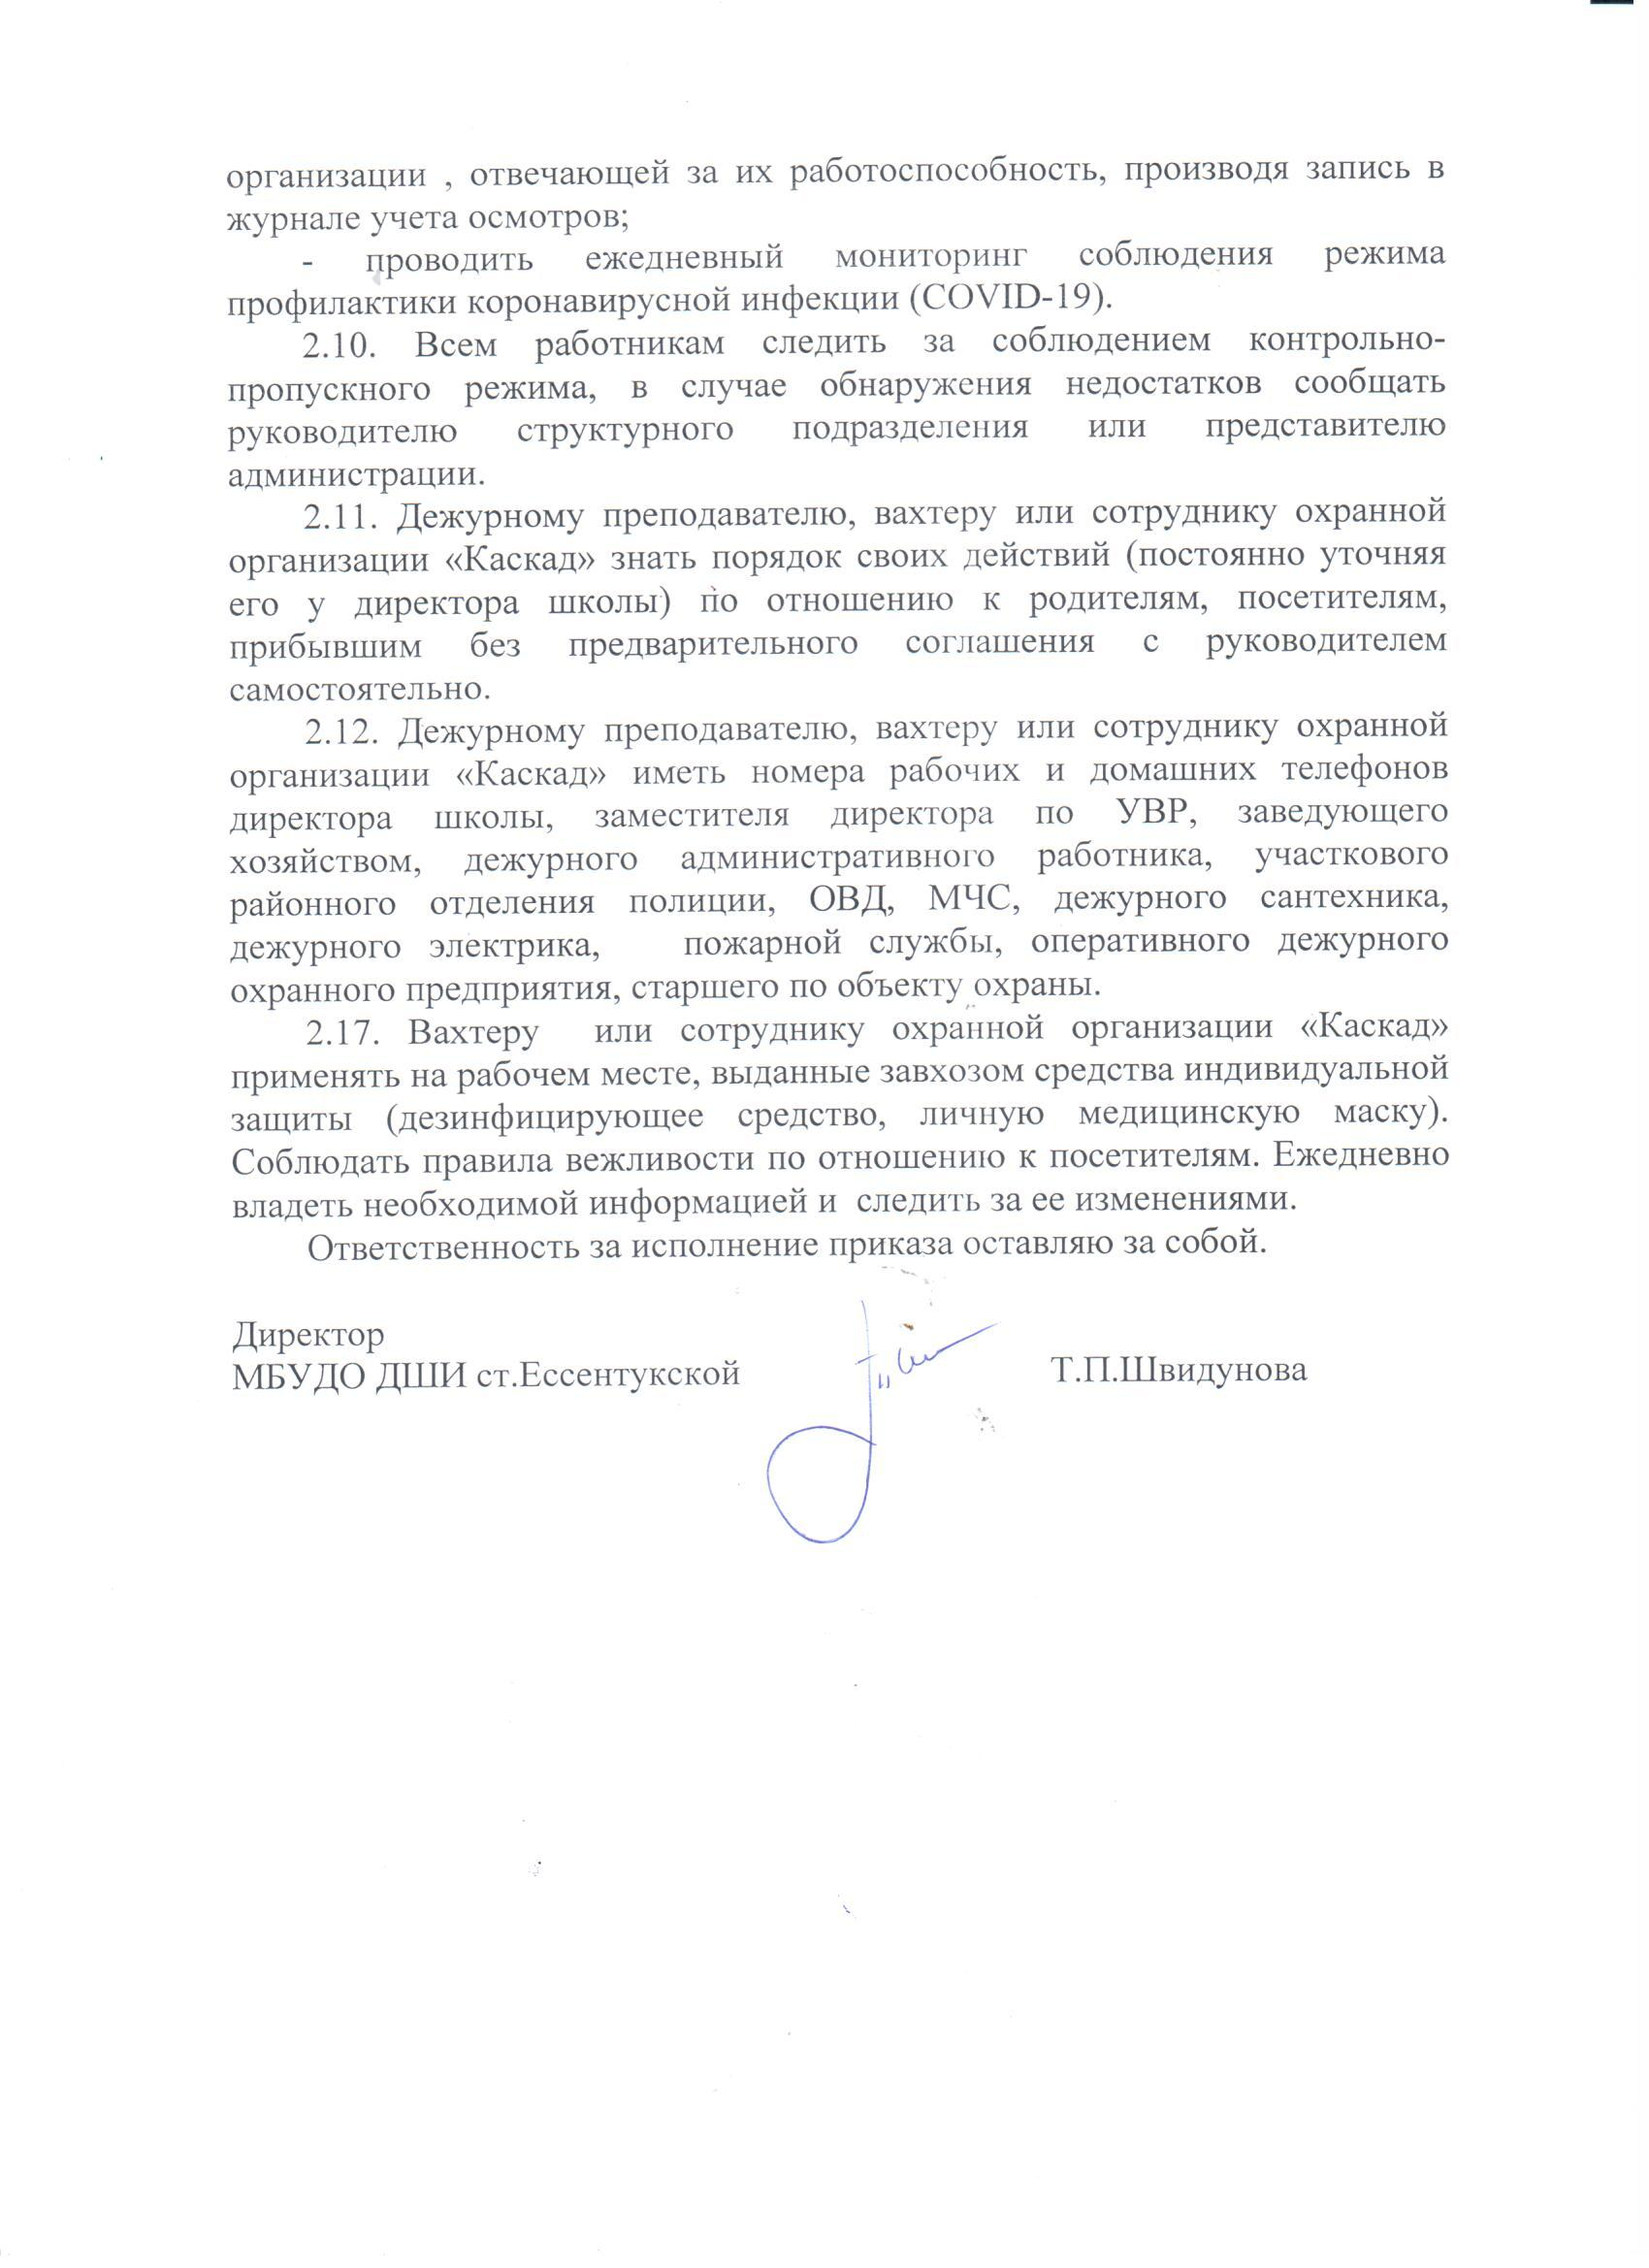 организации , отвечающей за их работоспособность, производя запись в
журнале учета осмотров;
- проводить ежедневный мониторинг соблюдения режима
профилактики коронавирусной инфекции (COVID-19).
2.10. Всем работникам следить за соблюдением контрольно-
пропускного режима, в случае обнаружения недостатков сообщать
руководителю структурного подразделения или представителю
администрации.
2.11. Дежурному преподавателю, вахтеру или сотруднику охранной
организации «Каскад» знать порядок своих действий (постоянно уточняя
его у директора школы) по отношению к родителям, посетителям,
прибывшим без предварительного соглашения с руководителем
самостоятельно.
2.12. Дежурному преподавателю, вахтеру или сотруднику охранной
организации «Каскад» иметь номера рабочих и домашних телефонов
директора школы, заместителя директора по УВР, заведующего
хозяйством, дежурного административного работника, участкового
районного отделения полиции, ОВД, МЧС, дежурного сантехника,
дежурного электрика, пожарной службы, оперативного дежурного
охранного предприятия, старшего по объекту охраны.
2.17. Вахтеру или сотруднику охранной организации «Каскад»
применять на рабочем месте, выданные завхозом средства индивидуальной
защиты (дезинфицирующее средство, личную медицинскую маску).
Соблюдать правила вежливости по отношению к посетителям. Ежедневно
владеть необходимой информацией и следить за ее изменениями.
Ответственность за исполнение приказа оставляю за собой.
Директор
МБУДО ДШИ ст.Ессентукской Т.П.Швидунова